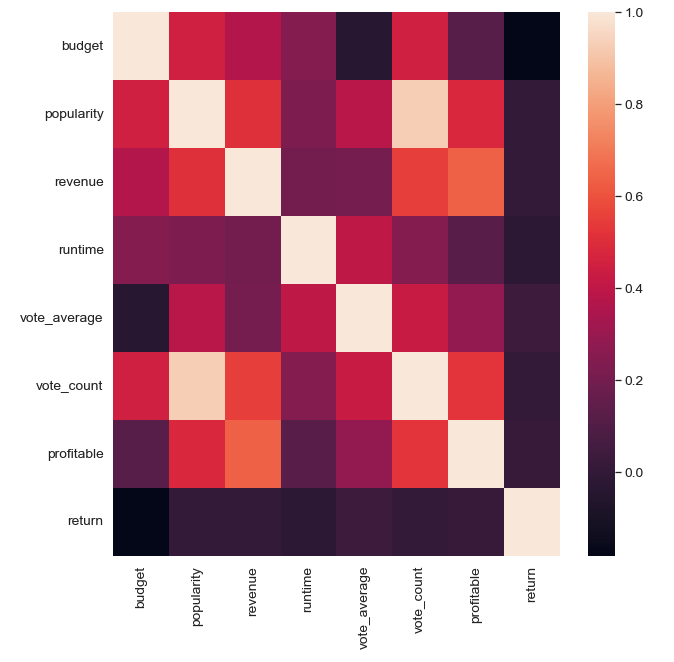 budget
popularity
revenue
runtime
vote_average
vote_count
profitable
return
budget
popularity
revenue
runtime
vote_average
vote_count
profitable
return
1.0
0.8
0.6
0.4
0.2
0.0